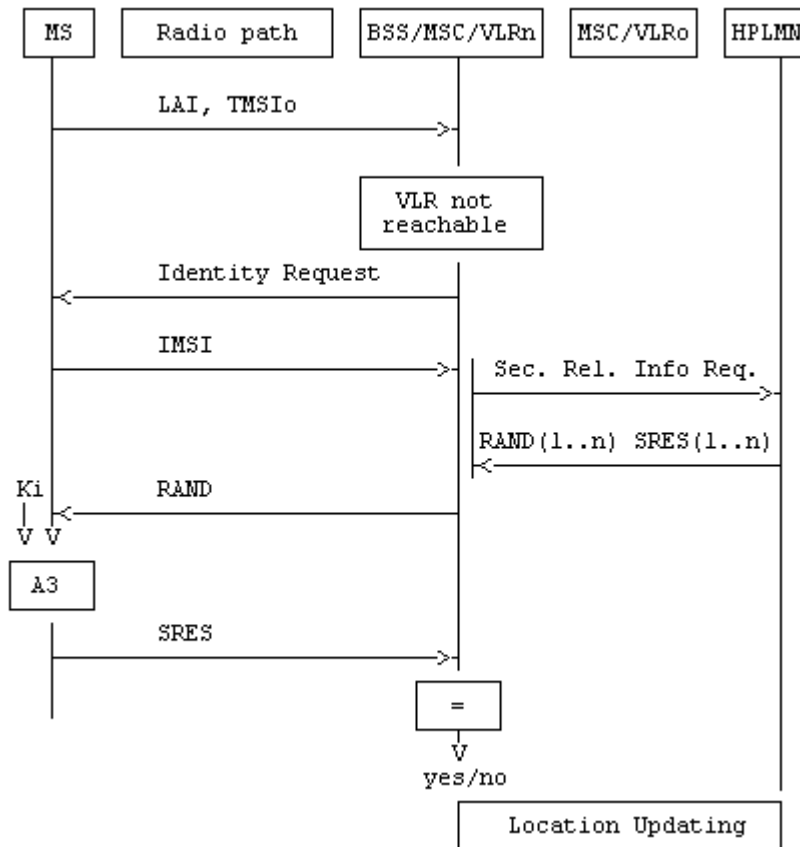 MS
Radio path
BSS/MSC/VLRn
MSC/VLRo
HPLMN
LAI, TMSIo
VLR not
reachable
Identity Request
IMSI
Sec. Rel. Info Req.
RAND(1..n) SRES(1..n)
Ki
RAND
V V
A3
SRES
=
V
yes/no
Location Updating